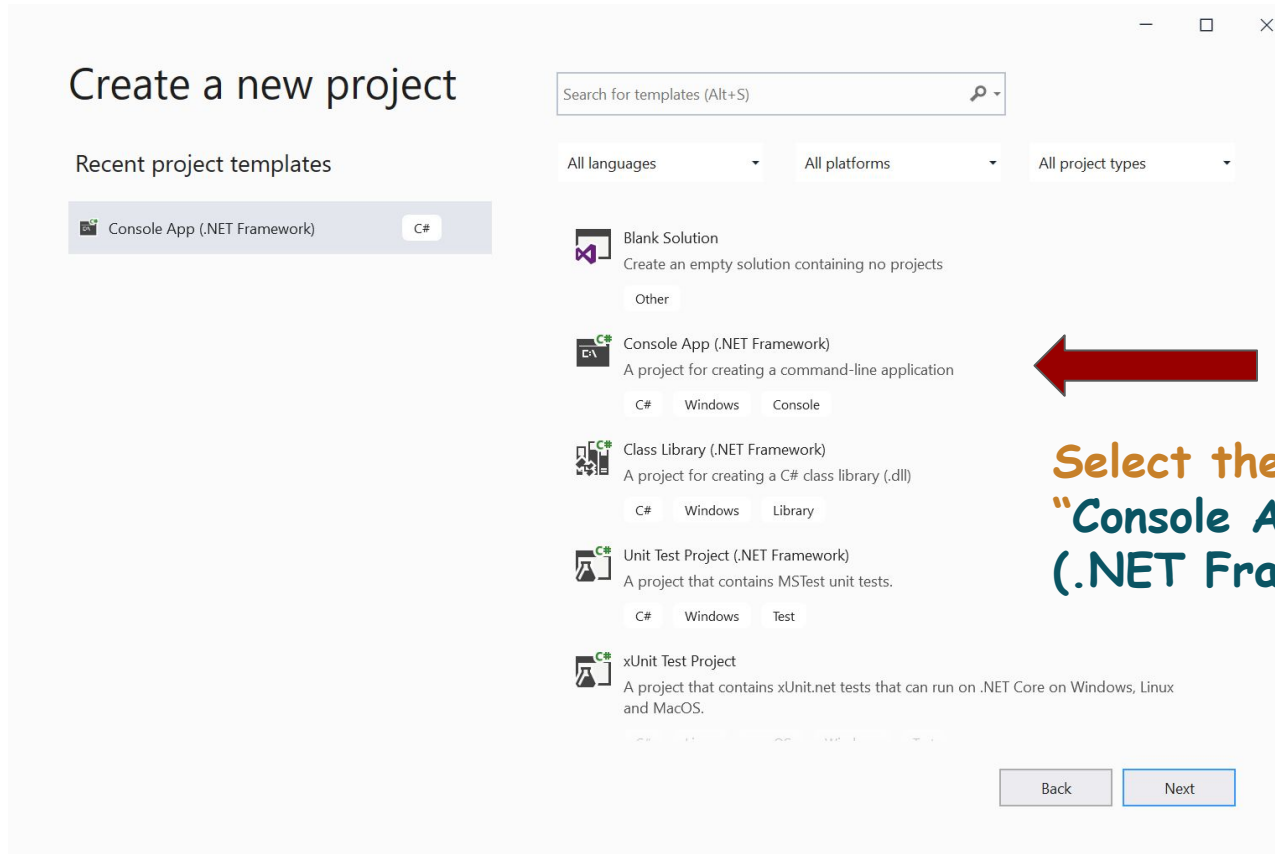 Create a new project
Search for templates (Alt+S)
Recent project templates
All languages
All platforms
All project types
Console App (.NET Framework)
C#
Blank Solution
Create an empty solution containing no projects
Other
Console App (.NET Framework)
A project for creating a command-line application
C# Windows Console
Class Library (.NET Framework)
A project for creating a C# class library (.dll)
C# Windows Library
Unit Test Project (.NET Framework)
A project that contains MSTest unit tests.
C# Windows Test
xUnit Test Project
A project that contains xUnit.net tests that can run on .NET Core on Windows, Linux
and MacOS.
Select the
“Console A
(.NET Fra
Back
Next